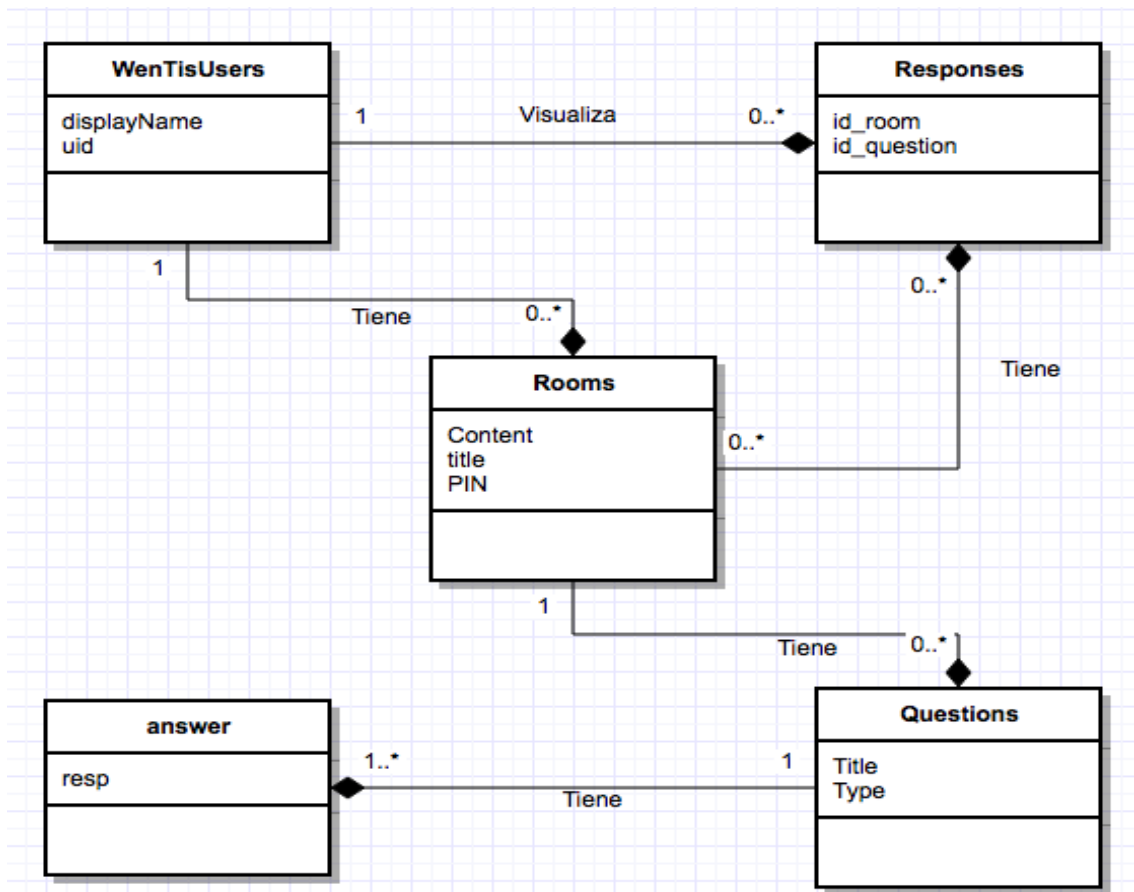 WenTisUsers
displayName
uid
1
Visualiza
0..*
Responses
id_room
id_question
1
Tiene
0..*
0..*
Tiene
Rooms
Content
title
PIN
0..*
1
Tiene
0..*
answer
resp
1..*
Tiene
1
Questions
Title
Type